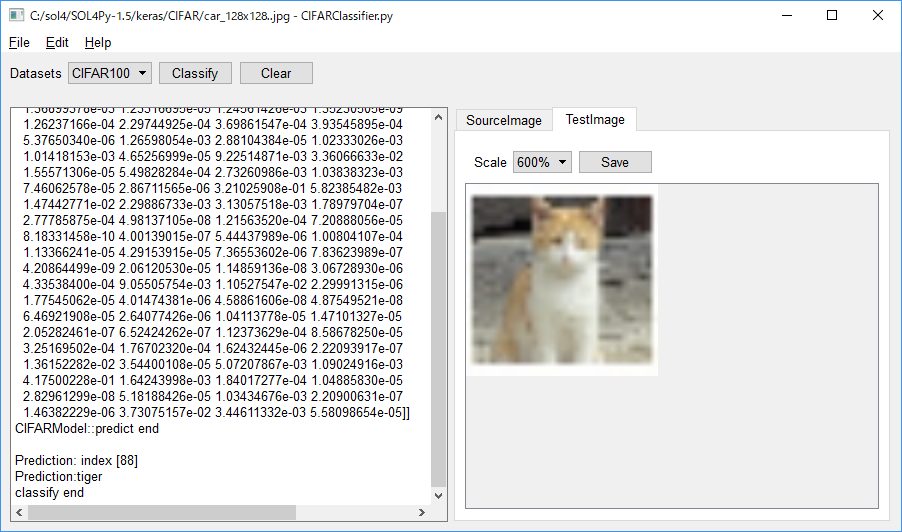 C:/sol4/SOL4Py-1.5/keras/CIFAR/car_128x128..jpg - CIFARClassifier.py
File Edit Help
Datasets CIFAR100 Classify Clear
SourceImage TestImage
Scale 600% Save
1.26237166e-04 2.29744925e-04 3.69861547e-04 3.93545895e-04
5.37650340e-06 1.26598054e-03 2.88104384e-05 1.02333026e-03
1.01418153e-03 4.65256999e-05 9.22514871e-03 3.36066633e-02
1.55571306e-05 5.49828284e-04 2.73260986e-03 1.03838323e-03
7.46062578e-05 2.86711565e-06 3.21025908e-01 5.82385482e-03
1.47442771e-02 2.29886733e-03 3.13057518e-03 1.78979704e-07
2.77785875e-04 4.98137105e-08 1.21563520e-04 7.20888056e-05
8.18331458e-10 4.00139015e-07 5.44437989e-06 1.00804107e-04
1.13366241e-05 4.29153915e-05 7.36553602e-06 7.83623989e-07
4.20864499e-09 2.06120530e-05 1.14859136e-08 3.06728930e-06
4.33538400e-04 9.05505754e-03 1.10527547e-02 2.29991315e-06
1.77545062e-05 4.01474381e-06 4.58861606e-08 4.87549521e-08
6.46921908e-05 2.64077426e-06 1.04113778e-05 1.47101327e-05
2.05282461e-07 6.52424262e-07 1.12373629e-04 8.58678250e-05
3.25169502e-04 1.76702320e-04 1.62432445e-06 2.22093917e-07
1.36152282e-02 3.54400108e-05 5.07207867e-03 1.09024916e-03
4.17500228e-01 1.64243998e-03 1.84017277e-04 1.04885830e-05
2.82961299e-08 5.18188426e-05 1.03434676e-03 2.20900631e-07
1.46382229e-06 3.73075157e-02 3.44611332e-03 5.58098654e-05]]
CIFARModel::predict end
Prediction: index [88]
Prediction:tiger
classify end